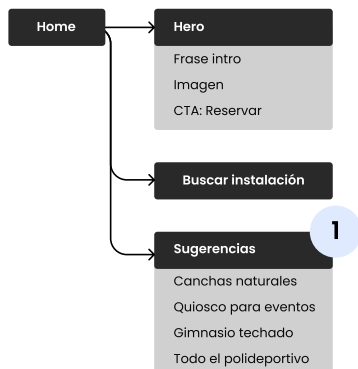 Home
Hero
Frase intro
Imagen
CTA: Reservar
Buscar instalación
1
Sugerencias
Canchas naturales
Quiosco para eventos
Gimnasio techado
Todo el polideportivo